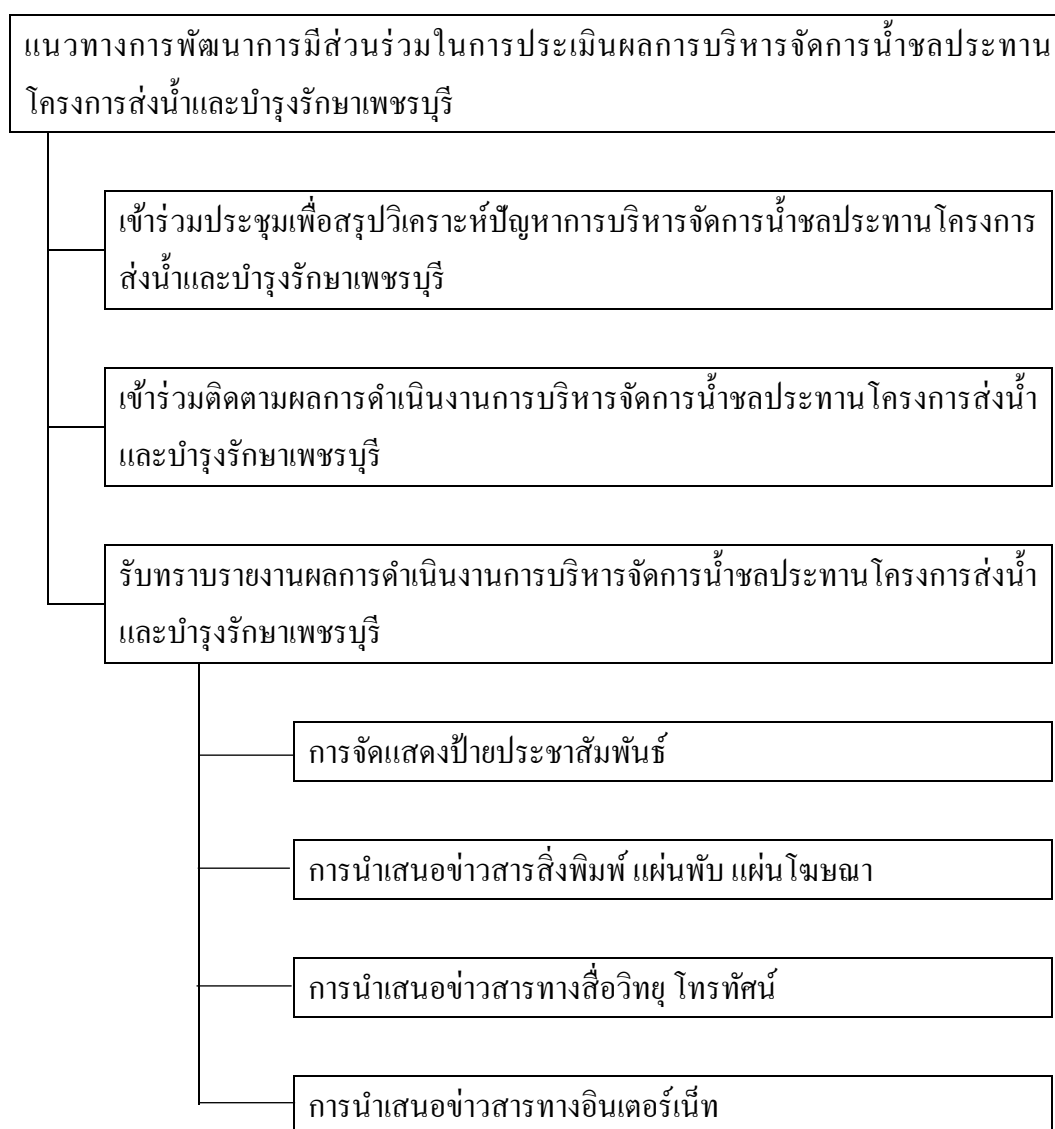 แนวทางการพัฒนาการมีส่วนร่วมในการประเมินผลการบริหารจัดการน้ำชลประทาน
โครงการส่งน้ำและบำรุงรักษาเพชรบุรี
เข้าร่วมประชุมเพื่อสรุปวิเคราะห์ปัญหาการบริหารจัดการน้ำชลประทานโครงการ
ส่งน้ำและบำรุงรักษาเพชรบุรี
เข้าร่วมติดตามผลการดำเนินงานการบริหารจัดการน้ำชลประทานโครงการส่งน้ำ
และบำรุงรักษาเพชรบุรี
รับทราบรายงานผลการดำเนินงานการบริหารจัดการน้ำชลประทานโครงการส่งน้ำ
และบำรุงรักษาเพชรบุรี
การจัดแสดงป้ายประชาสัมพันธ์
การนำเสนอข่าวสารสิ่งพิมพ์ แผ่นพับ แผ่นโฆษณา
การนำเสนอข่าวสารทางสื่อวิทยุ โทรทัศน์
การนำเสนอข่าวสารทางอินเตอร์เน็ท